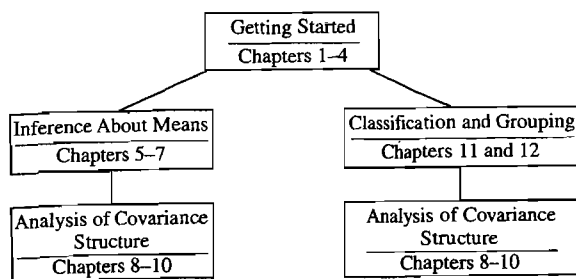 Getting Started
Chapters 1–4
Inference About Means
Chapters 5–7
Classification and Grouping
Chapters 11 and 12
Analysis of Covariance
Structure
Chapters 8–10
Analysis of Covariance
Structure
Chapters 8–10